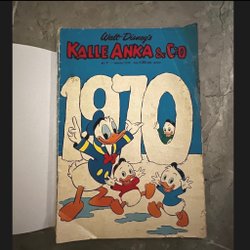 Walt Disney's
KALLE ANKA & C:O
1970